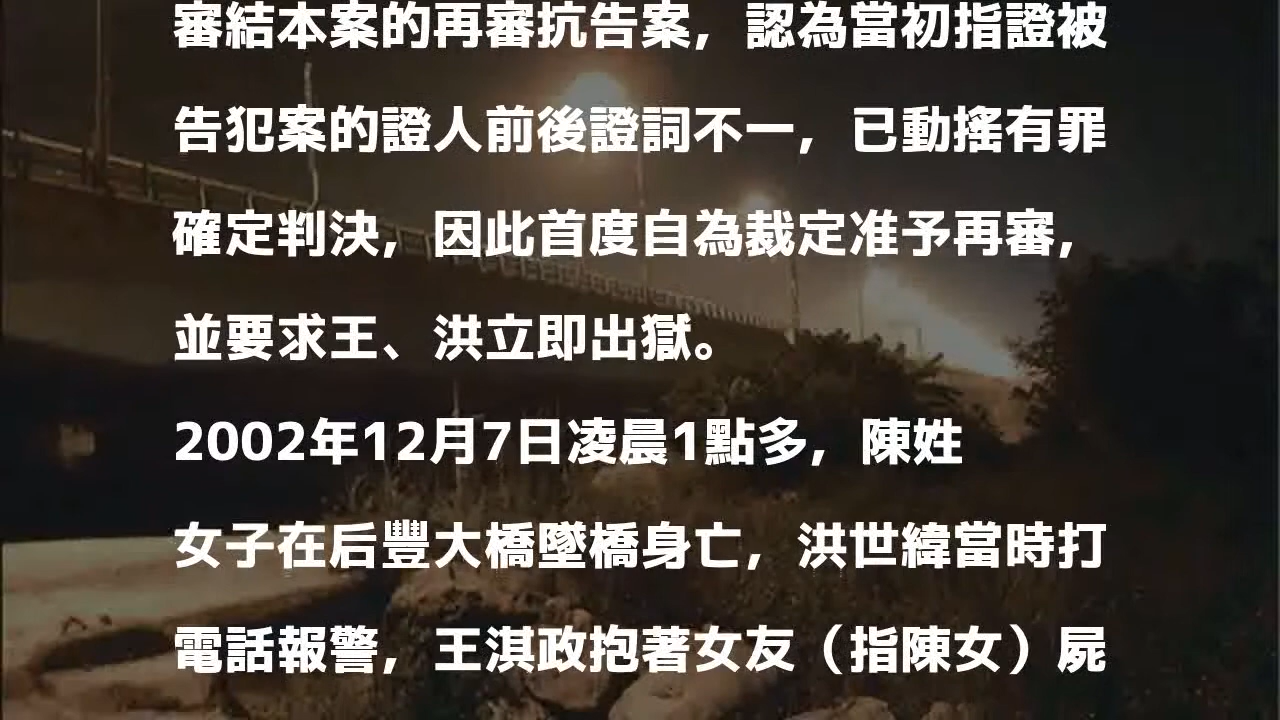 審結本案的再審抗告案，認為當初指證被
告犯案的證人前後證詞不一，已動搖有罪
確定判決，因此首度自為裁定准予再審，
並要求王、洪立即出獄。
2002年12月7日凌晨1點多，陳姓
女子在后豐大橋墜橋身亡，洪世緯當時打
電話報警，王淇政抱著女友（指陳女）屍